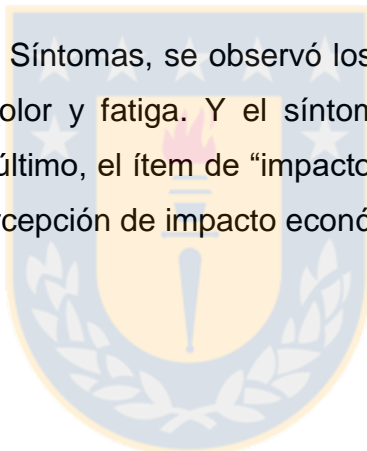 Síntomas, se observó los
olor y fatiga. Y el síntom
último, el ítem de “impacto
rcepción de impacto econó